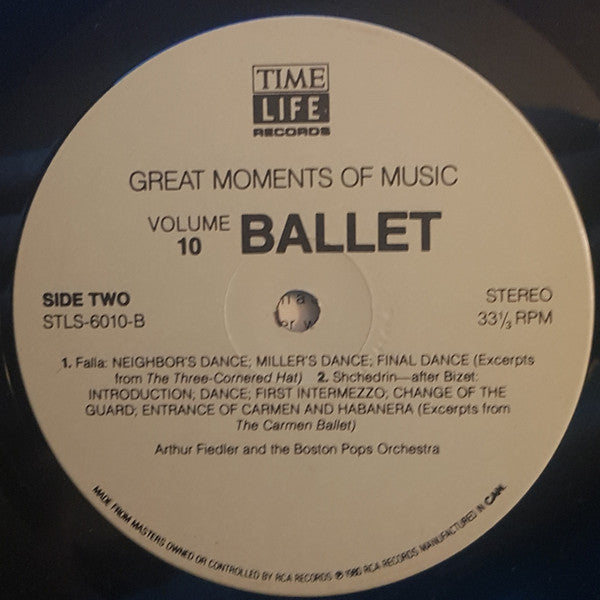 TIME
LIFE
RECORDS
GREAT MOMENTS OF MUSIC
VOLUME
10
BALLET
SIDE TWO
STLS-6010-B
STEREO
33⅓ RPM
1. Falla: NEIGHBOR'S DANCE; MILLER'S DANCE; FINAL DANCE (Excerpts
from The Three-Cornered Hat) 2. Shchedrin—after Bizet:
INTRODUCTION; DANCE; FIRST INTERMEZZO; CHANGE OF THE
GUARD; ENTRANCE OF CARMEN AND HABANERA (Excerpts from
The Carmen Ballet)
Arthur Fiedler and the Boston Pops Orchestra
MADE FROM MASTERS OWNED OR CONTROLLED BY RCA RECORDS ℗ 1980 RCA RECORDS MANUFACTURED IN CAN.